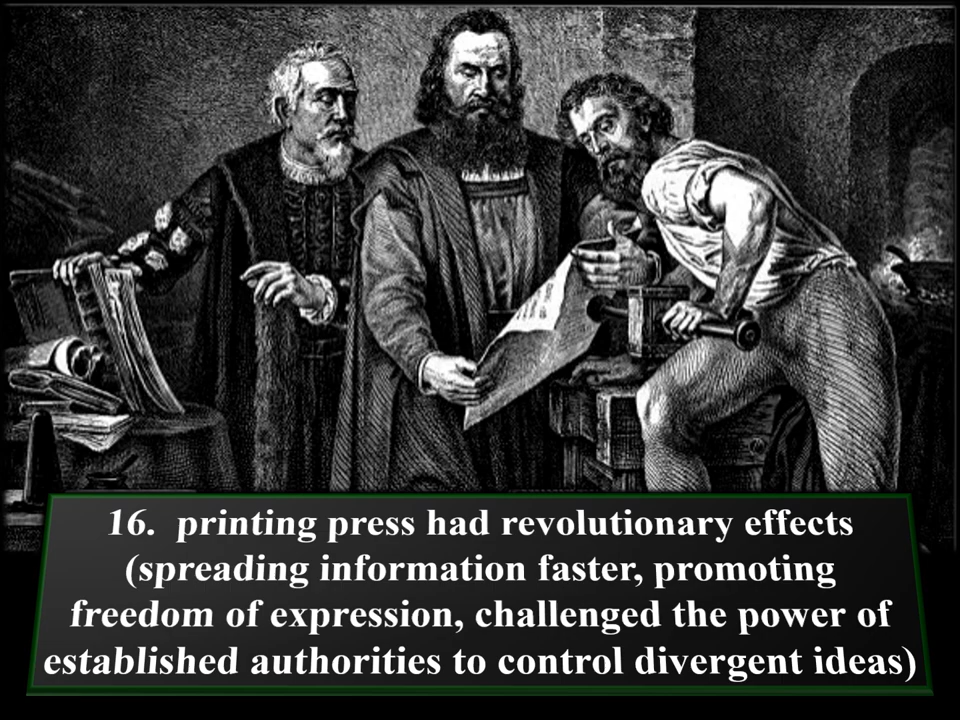 16. printing press had revolutionary effects
(spreading information faster, promoting
freedom of expression, challenged the power of
established authorities to control divergent ideas)